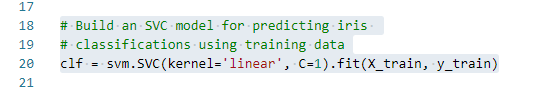 17
18 # Build an SVC model for predicting iris
19 # classifications using training data
20 clf = svm.SVC(kernel='linear', C=1).fit(X_train, y_train)
21